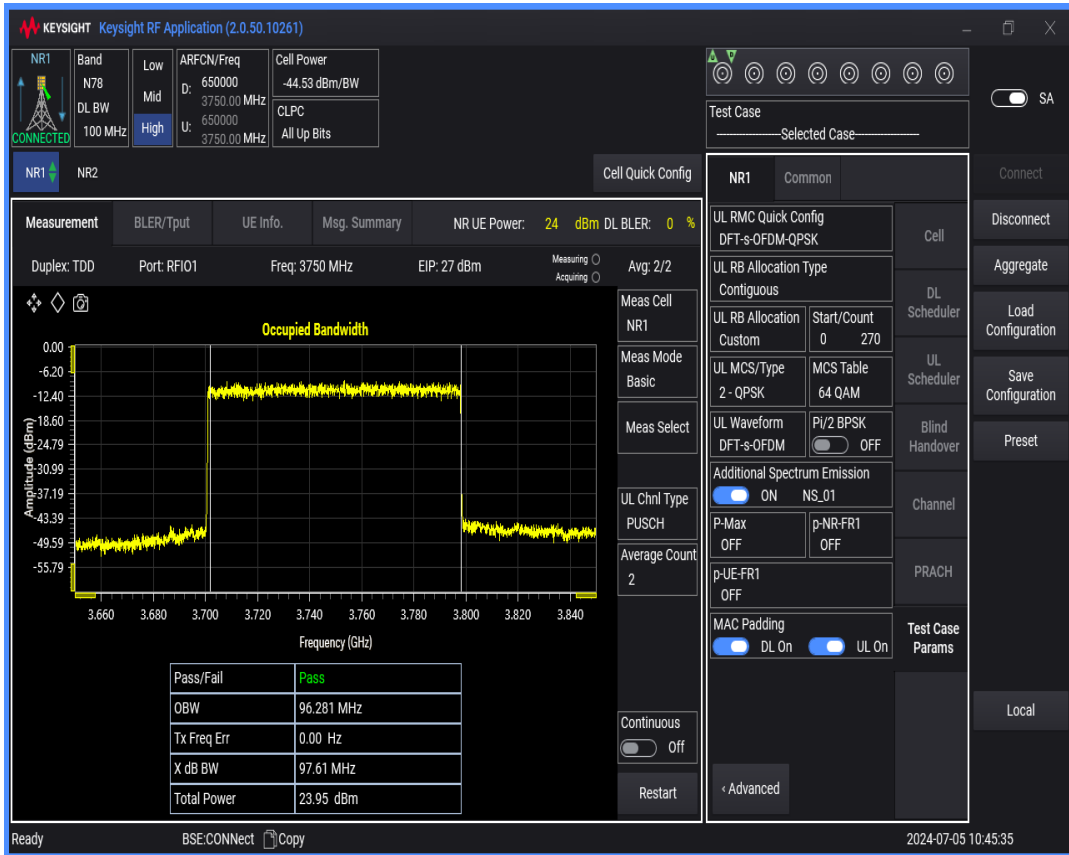 KEYSIGHT Keysight RF Application (2.0.50.10261)
NR1
CONNECTED
Band
N78
DL BW
100 MHz
Low
Mid
High
ARFCN/Freq
D: 650000
3750.00 MHz
U: 650000
3750.00 MHz
Cell Power
-44.53 dBm/BW
CLPC
All Up Bits
Test Case
--------------------Selected Case--------------------
SA
NR1 NR2
Cell Quick Config
NR1 Common
Connect
Disconnect
Aggregate
Load
Configuration
Save
Configuration
Preset
Local
Measurement BLER/Tput UE Info. Msg. Summary NR UE Power: 24 dBm DL BLER: 0 %
Duplex: TDD Port: RFIO1 Freq: 3750 MHz EIP: 27 dBm Measuring Avg: 2/2
Acquiring
Occupied Bandwidth
Amplitude (dBm)
0.00
-6.20
-12.40
-18.60
-24.79
-30.99
-37.19
-43.39
-49.59
-55.79
3.660 3.680 3.700 3.720 3.740 3.760 3.780 3.800 3.820 3.840
Frequency (GHz)
Pass/Fail Pass
OBW 96.281 MHz
Tx Freq Err 0.00 Hz
X dB BW 97.61 MHz
Total Power 23.95 dBm
Meas Cell
NR1
Meas Mode
Basic
Meas Select
UL Chnl Type
PUSCH
Average Count
2
Continuous
Off
Restart
UL RMC Quick Config
DFT-s-OFDM-QPSK
UL RB Allocation Type
Contiguous
UL RB Allocation Start/Count
Custom 0 270
UL MCS/Type MCS Table
2 - QPSK 64 QAM
UL Waveform Pi/2 BPSK
DFT-s-OFDM OFF
Additional Spectrum Emission
ON NS_01
P-Max p-NR-FR1
OFF OFF
p-UE-FR1
OFF
MAC Padding
DL On UL On
‹ Advanced
Cell
DL
Scheduler
UL
Scheduler
Blind
Handover
Channel
PRACH
Test Case
Params
Ready BSE:CONNect Copy 2024-07-05 10:45:35